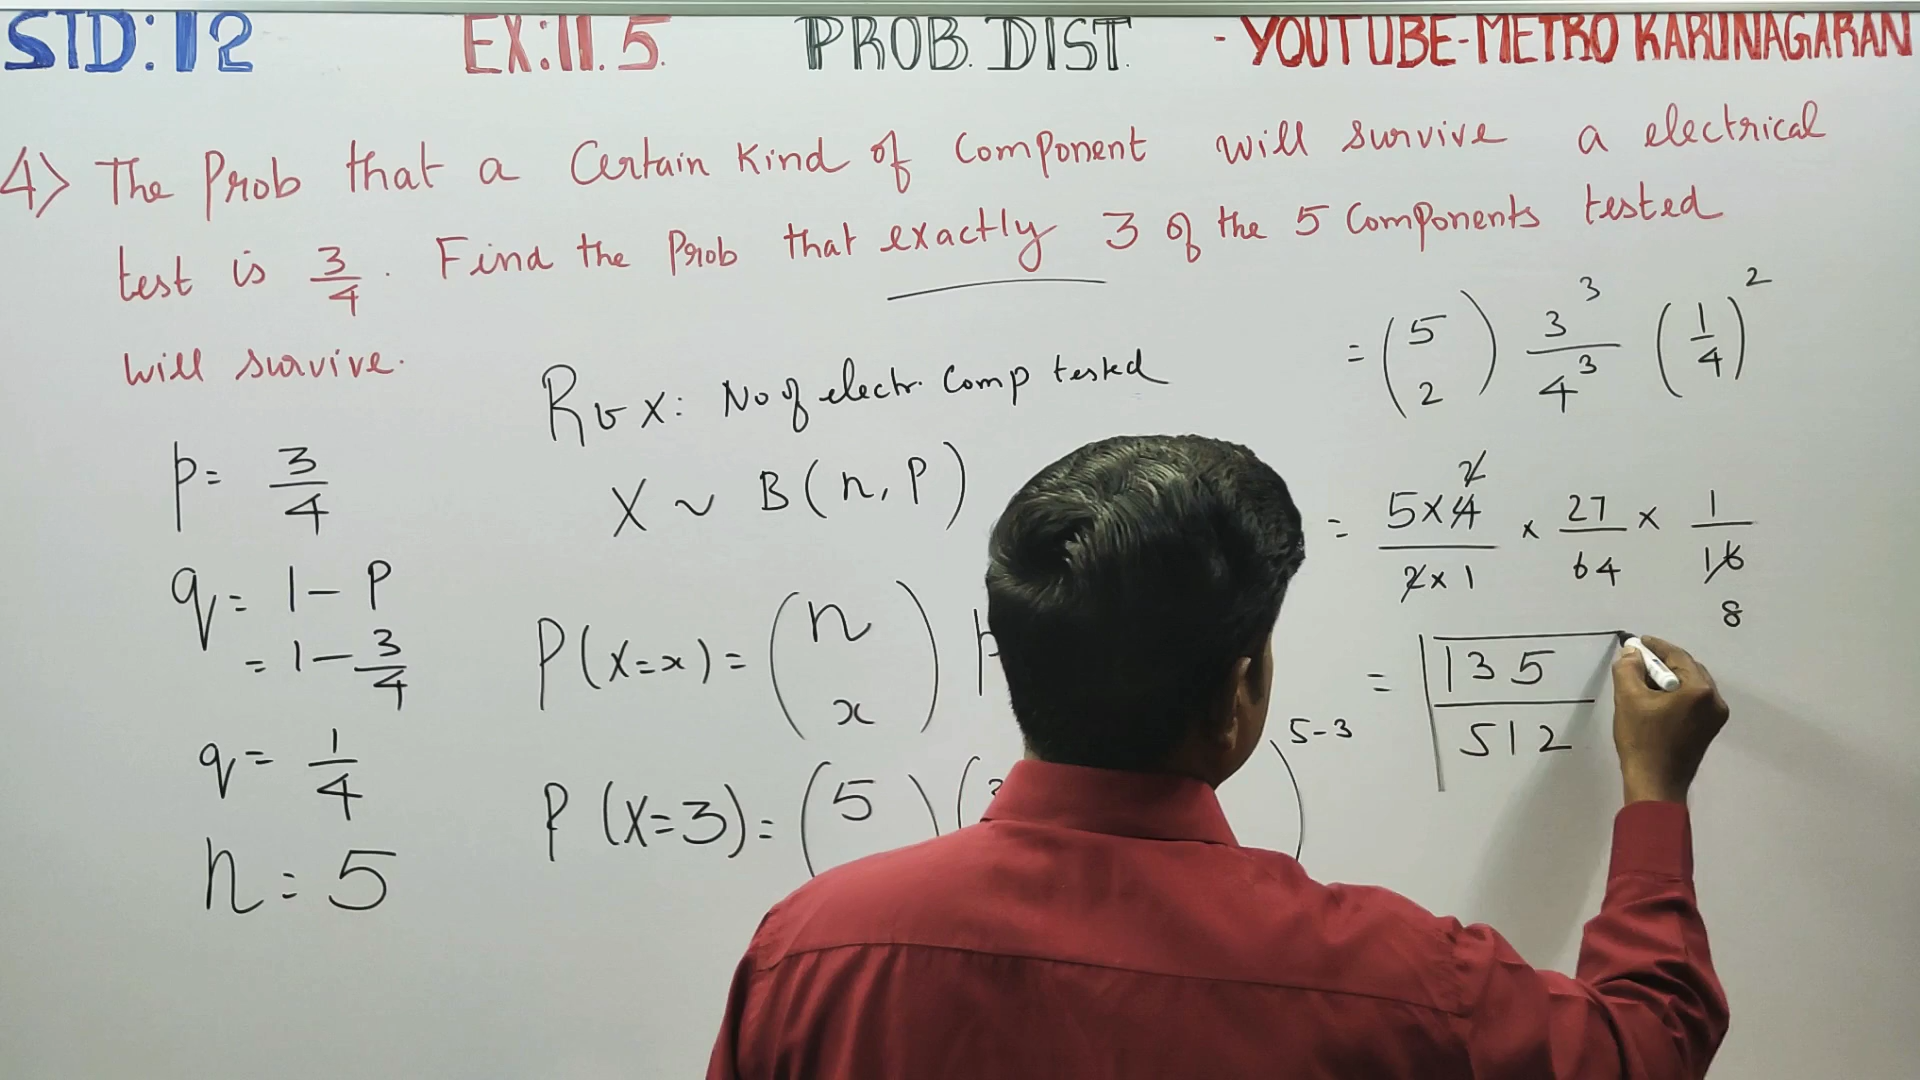 STD: 12 EX: 11.5. PROB. DIST. - YOUTUBE-METRO KARUNAGARAN
4) The Prob that a Certain Kind of Component will survive a electrical
test is 3/4. Find the Prob that exactly 3 of the 5 Components tested
will survive.
p = 3/4
q = 1 - P
= 1 - 3/4
q = 1/4
n = 5
Rv X: No of electr. Comp tested
X ~ B(n, P)
P(X=x) = (n x) p
P(X=3) = (5 ) ( )^5-3
= (5 2) 3^3/4^3 (1/4)^2
= 5×4 2/2×1 × 27/64 × 1/16 8
= 135/512